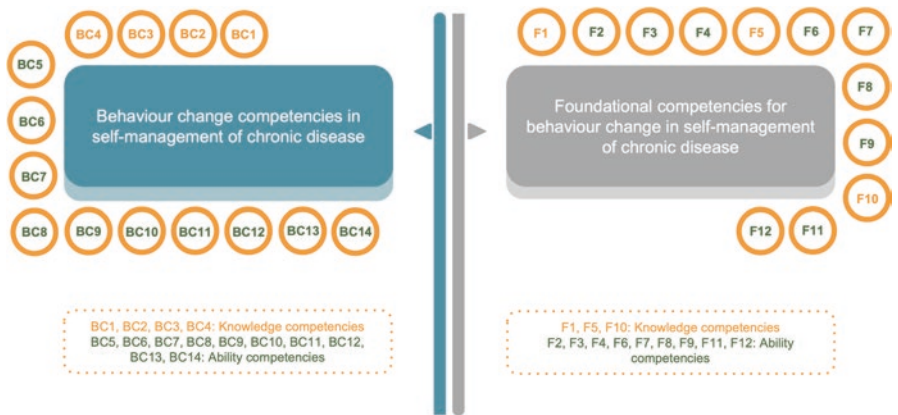 BC4 BC3 BC2 BC1
BC5
BC6
BC7
BC8 BC9 BC10 BC11 BC12 BC13 BC14
Behaviour change competencies in
self-management of chronic disease
BC1, BC2, BC3, BC4: Knowledge competencies
BC5, BC6, BC7, BC8, BC9, BC10, BC11, BC12,
BC13, BC14: Ability competencies
F1 F2 F3 F4 F5 F6 F7
F8
F9
F10
F12 F11
Foundational competencies for
behaviour change in self-management
of chronic disease
F1, F5, F10: Knowledge competencies
F2, F3, F4, F6, F7, F8, F9, F11, F12: Ability
competencies